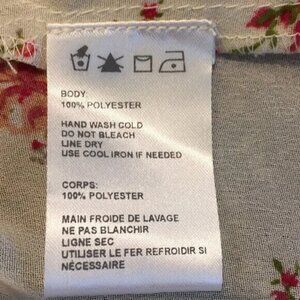 BODY:
100% POLYESTER
HAND WASH COLD
DO NOT BLEACH
LINE DRY
USE COOL IRON IF NEEDED
CORPS:
100% POLYESTER
MAIN FROIDE DE LAVAGE
NE PAS BLANCHIR
LIGNE SEC
UTILISER LE FER REFROIDIR SI
NÉCESSAIRE